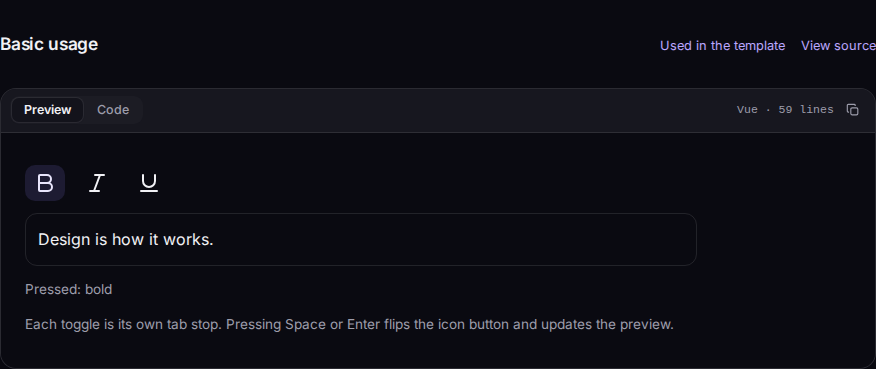 Basic usage
Used in the template View source
Preview Code
Vue · 59 lines
B I U
Design is how it works.
Pressed: bold
Each toggle is its own tab stop. Pressing Space or Enter flips the icon button and updates the preview.